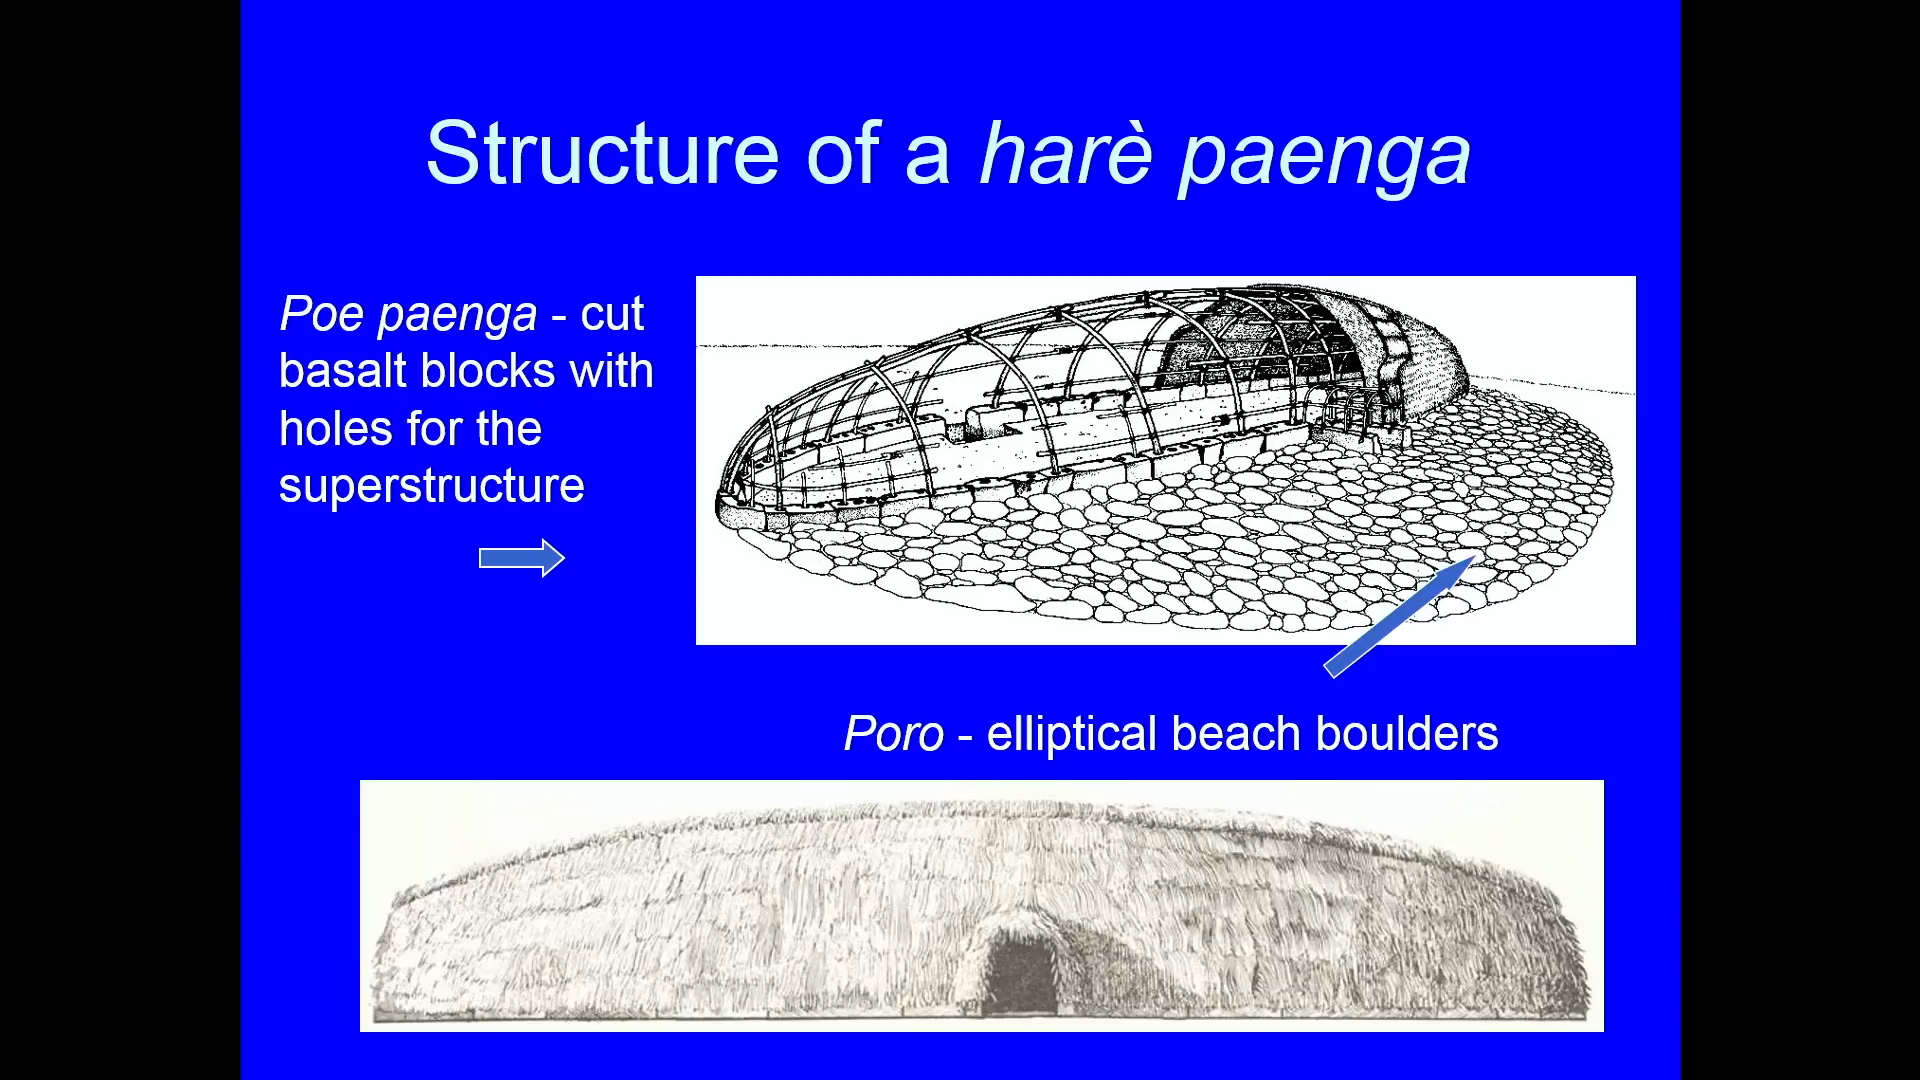 Structure of a harè paenga
Poe paenga - cut
basalt blocks with
holes for the
superstructure
Poro - elliptical beach boulders